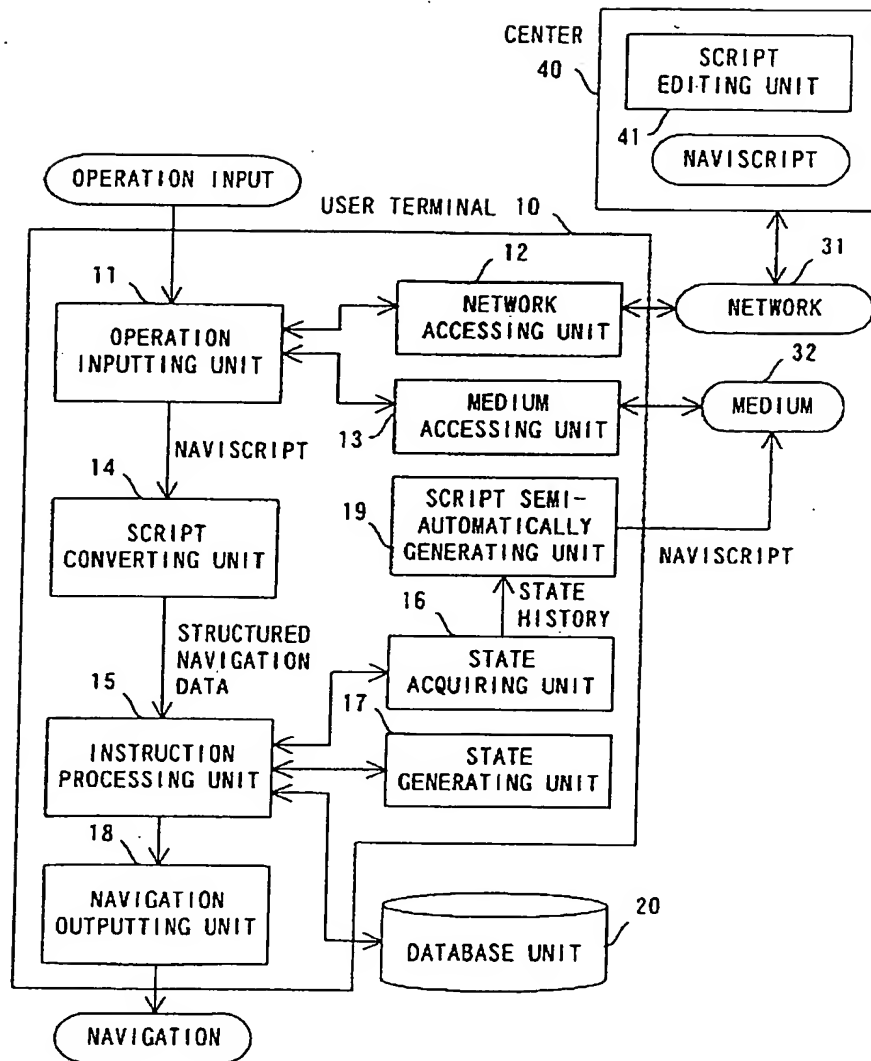 CENTER
40
SCRIPT
EDITING UNIT
41
NAVISCRIPT
OPERATION INPUT
USER TERMINAL 10
11
OPERATION
INPUTTING UNIT
12
NETWORK
ACCESSING UNIT
31
NETWORK
13
MEDIUM
ACCESSING UNIT
32
MEDIUM
NAVISCRIPT
14
SCRIPT
CONVERTING UNIT
19
SCRIPT SEMI-
AUTOMATICALLY
GENERATING UNIT
NAVISCRIPT
STATE
HISTORY
STRUCTURED
NAVIGATION
DATA
16
STATE
ACQUIRING UNIT
15
INSTRUCTION
PROCESSING UNIT
17
STATE
GENERATING UNIT
18
NAVIGATION
OUTPUTTING UNIT
20
DATABASE UNIT
NAVIGATION